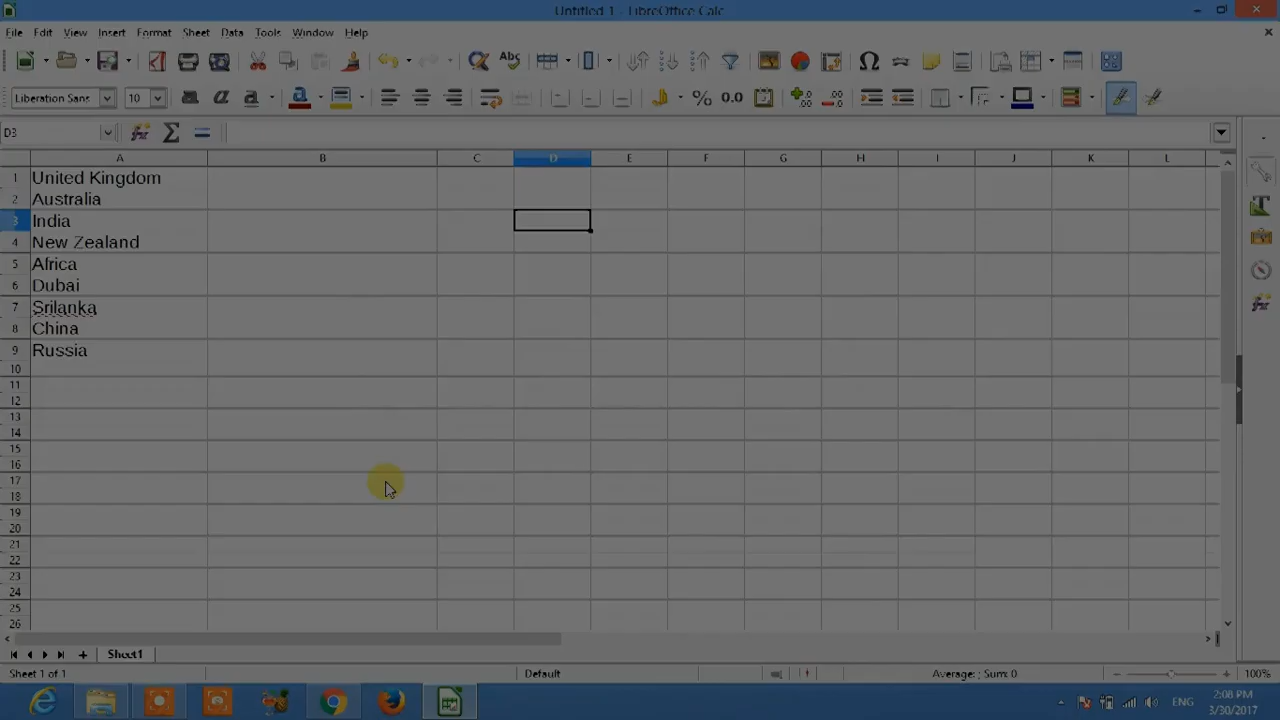 Untitled 1 - LibreOffice Calc
File Edit View Insert Format Sheet Data Tools Window Help
Liberation Sans 10
D3
A B C D E F G H I J K L
1 United Kingdom
2 Australia
3 India
4 New Zealand
5 Africa
6 Dubai
7 Srilanka
8 China
9 Russia
10
11
12
13
14
15
16
17
18
19
20
21
22
23
24
25
26
Sheet1
Sheet 1 of 1 Default Average: ; Sum: 0 100%
ENG 2:08 PM
3/30/2017